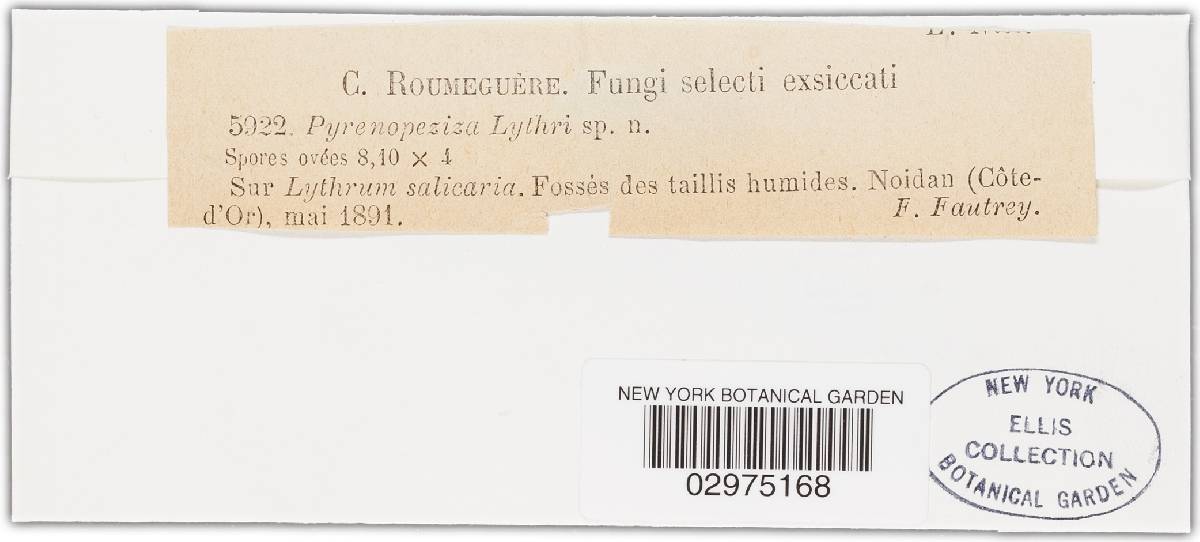 C. ROUMEGUÈRE. Fungi selecti exsiccati
5922. Pyrenopeziza Lythri sp. n.
Spores ovées 8,10 × 4
Sur Lythrum salicaria. Fossés des taillis humides. Noidan (Côte-
d'Or), mai 1891.
F. Fautrey.
NEW YORK BOTANICAL GARDEN
02975168
NEW YORK
ELLIS
COLLECTION
BOTANICAL GARDEN